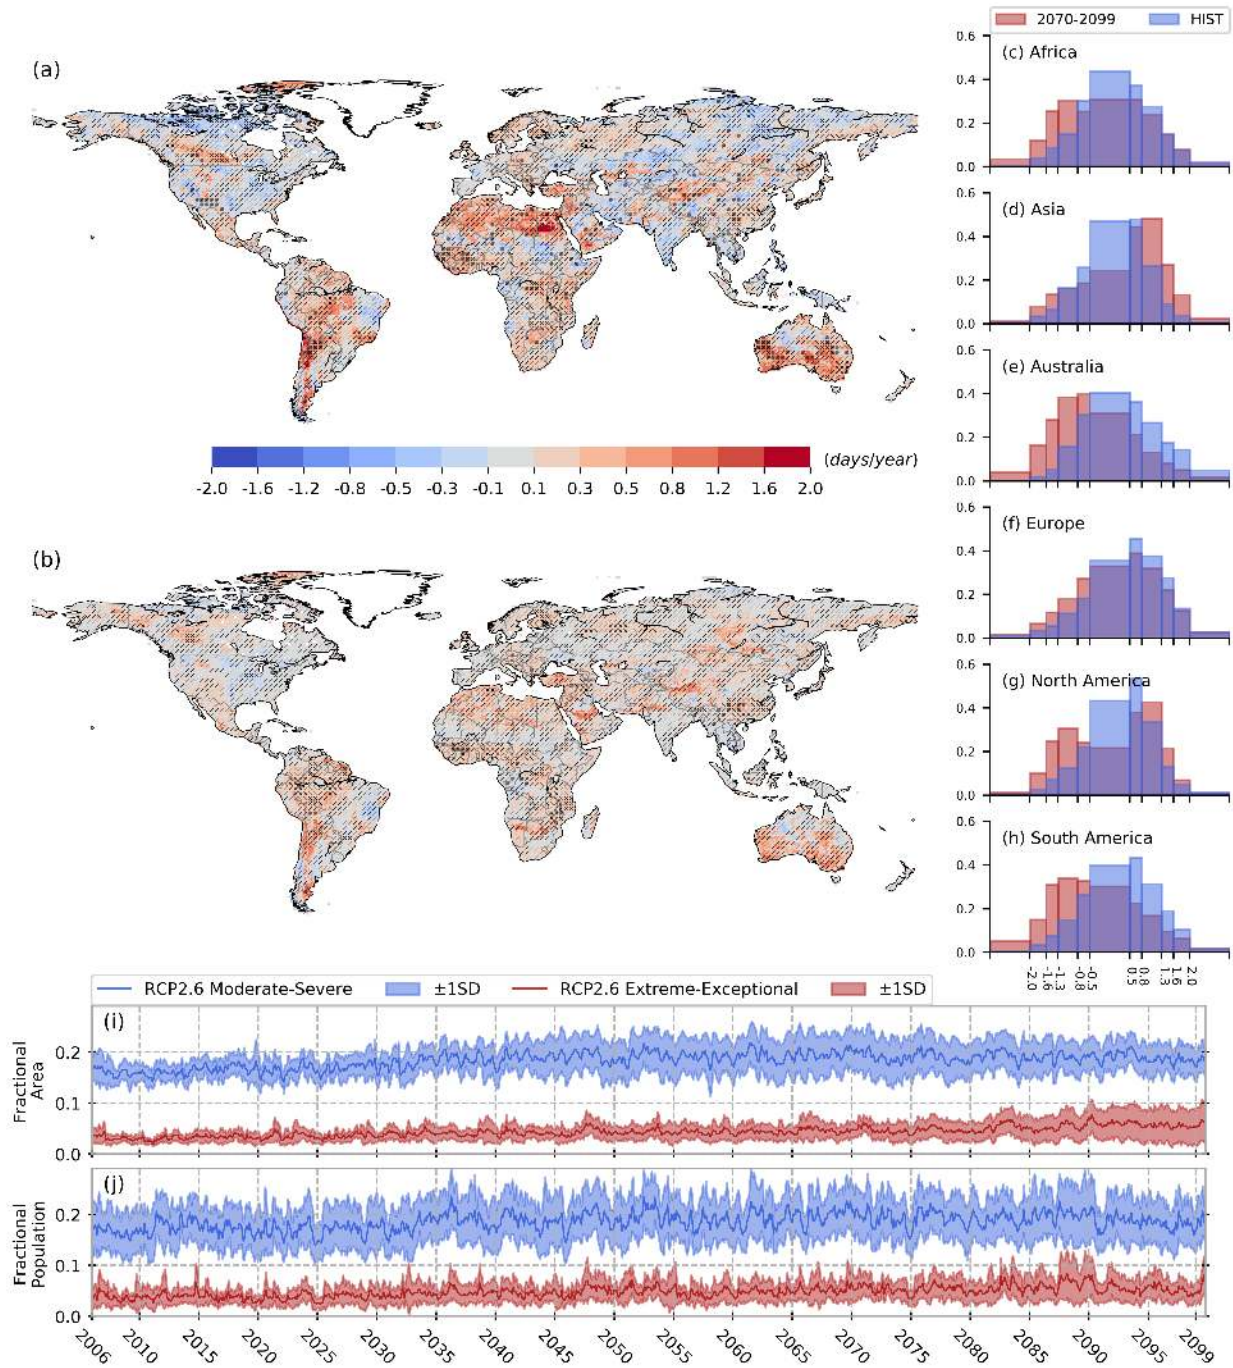 2070-2099 HIST
(a)
0.6
(c) Africa
0.4
0.2
0.0
0.6
(d) Asia
0.4
0.2
0.0
0.6
(e) Australia
0.4
0.2
0.0
(days/year)
-2.0 -1.6 -1.2 -0.8 -0.5 -0.3 -0.1 0.1 0.3 0.5 0.8 1.2 1.6 2.0
0.6
(f) Europe
0.4
0.2
0.0
(b)
0.6
(g) North America
0.4
0.2
0.0
0.6
(h) South America
0.4
0.2
0.0
-2.0 -1.6 -1.3 -0.8 -0.5 0.5 0.8 1.3 1.6 2.0
RCP2.6 Moderate-Severe ±1SD RCP2.6 Extreme-Exceptional ±1SD
(i)
Fractional
Area
0.2
0.1
0.0
(j)
Fractional
Population
0.2
0.1
0.0
2006 2010 2015 2020 2025 2030 2035 2040 2045 2050 2055 2060 2065 2070 2075 2080 2085 2090 2095 2099